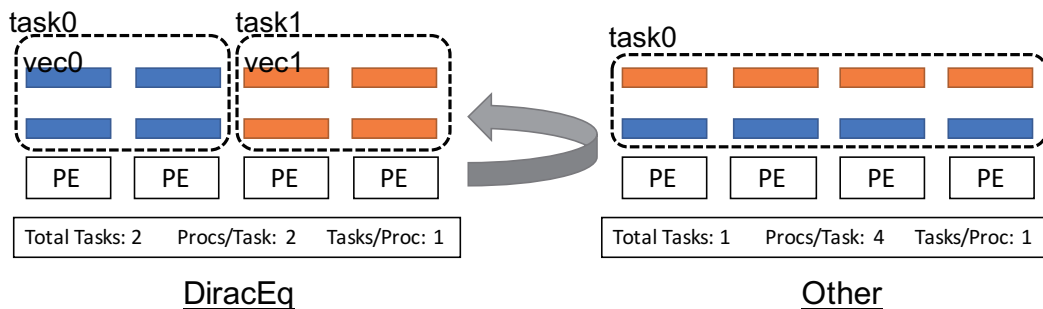 task0 task1
vec0 vec1
task0
PE PE PE PE
PE PE PE PE
Total Tasks: 2 Procs/Task: 2 Tasks/Proc: 1
Total Tasks: 1 Procs/Task: 4 Tasks/Proc: 1
DiracEq
Other